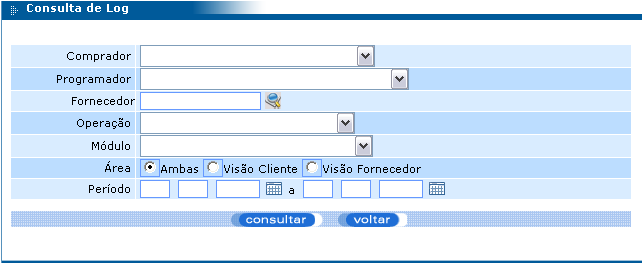 Consulta de Log
Comprador
Programador
Fornecedor
Operação
Módulo
Área Ambas Visão Cliente Visão Fornecedor
Período a
consultar voltar